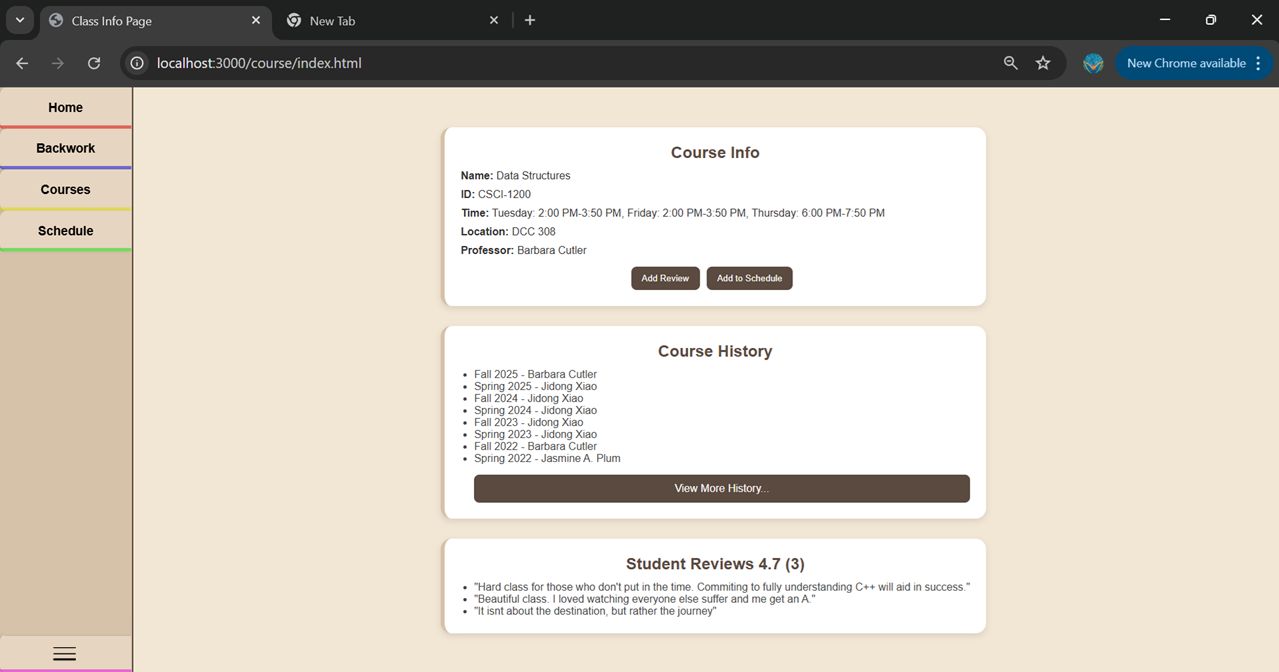 Class Info Page
New Tab
localhost:3000/course/index.html
New Chrome available
Home
Backwork
Courses
Schedule
Course Info
Name: Data Structures
ID: CSCI-1200
Time: Tuesday: 2:00 PM-3:50 PM, Friday: 2:00 PM-3:50 PM, Thursday: 6:00 PM-7:50 PM
Location: DCC 308
Professor: Barbara Cutler
Add Review
Add to Schedule
Course History
Fall 2025 - Barbara Cutler
Spring 2025 - Jidong Xiao
Fall 2024 - Jidong Xiao
Spring 2024 - Jidong Xiao
Fall 2023 - Jidong Xiao
Spring 2023 - Jidong Xiao
Fall 2022 - Barbara Cutler
Spring 2022 - Jasmine A. Plum
View More History...
Student Reviews 4.7 (3)
"Hard class for those who don't put in the time. Commiting to fully understanding C++ will aid in success."
"Beautiful class. I loved watching everyone else suffer and me get an A."
"It isnt about the destination, but rather the journey"